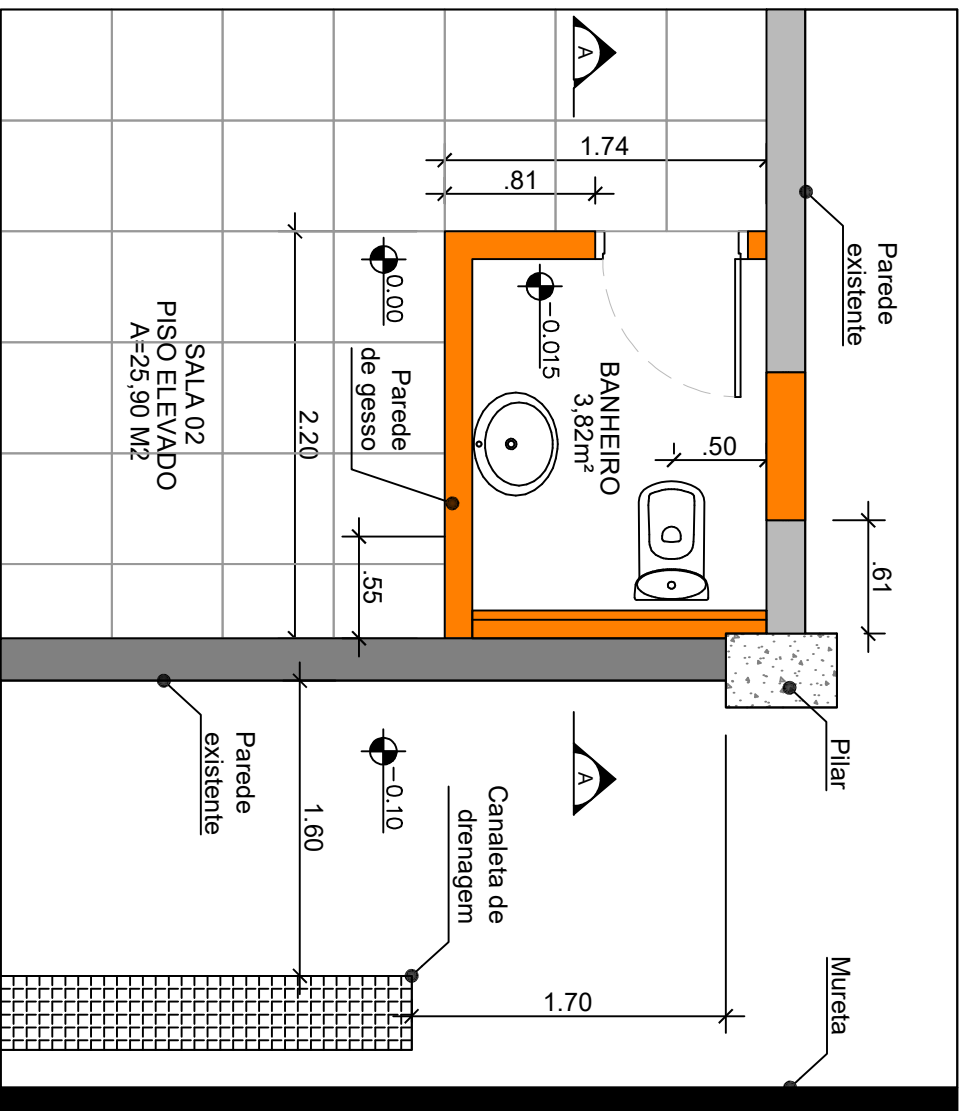 A
1.74
.81
Parede
existente
0.00
-0.015
SALA 02
PISO ELEVADO
A=25,90 M2
2.20
Parede
de gesso
BANHEIRO
3,82m²
.50
.55
.61
Pilar
Parede
existente
-0.10
A
1.60
Canaleta de
drenagem
1.70
Mureta